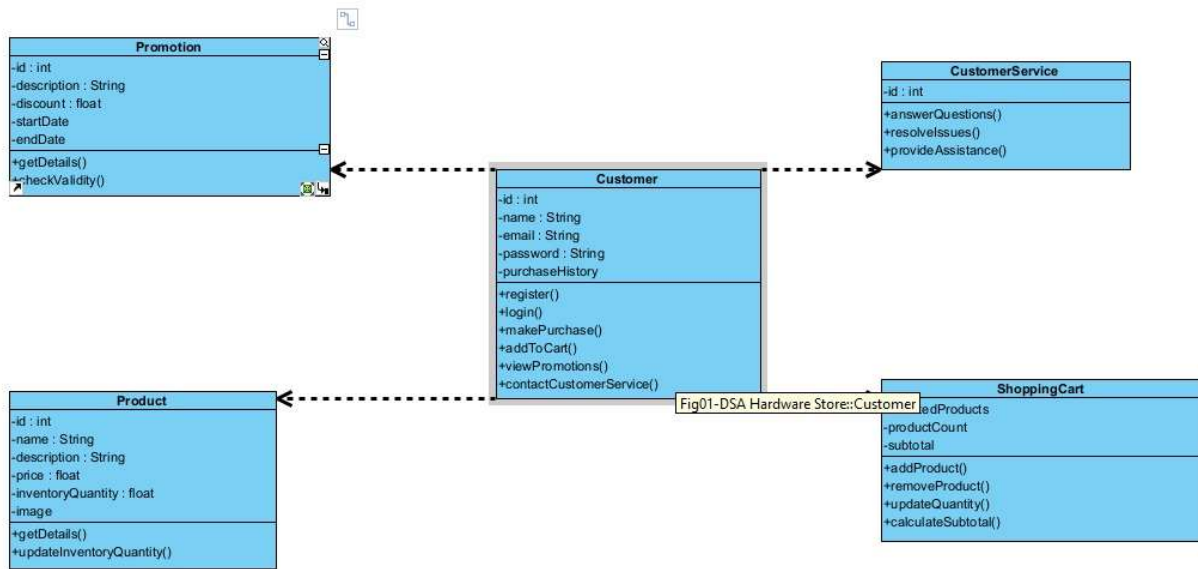 Promotion
-id : int
-description : String
-discount : float
-startDate
-endDate
+getDetails()
+checkValidity()
CustomerService
-id : int
+answerQuestions()
+resolveIssues()
+provideAssistance()
Customer
-id : int
-name : String
-email : String
-password : String
-purchaseHistory
+register()
+login()
+makePurchase()
+addToCart()
+viewPromotions()
+contactCustomerService()
Fig01-DSA Hardware Store::Customer
Product
-id : int
-name : String
-description : String
-price : float
-inventoryQuantity : float
-image
+getDetails()
+updateInventoryQuantity()
ShoppingCart
-productCount
-subtotal
+addProduct()
+removeProduct()
+updateQuantity()
+calculateSubtotal()